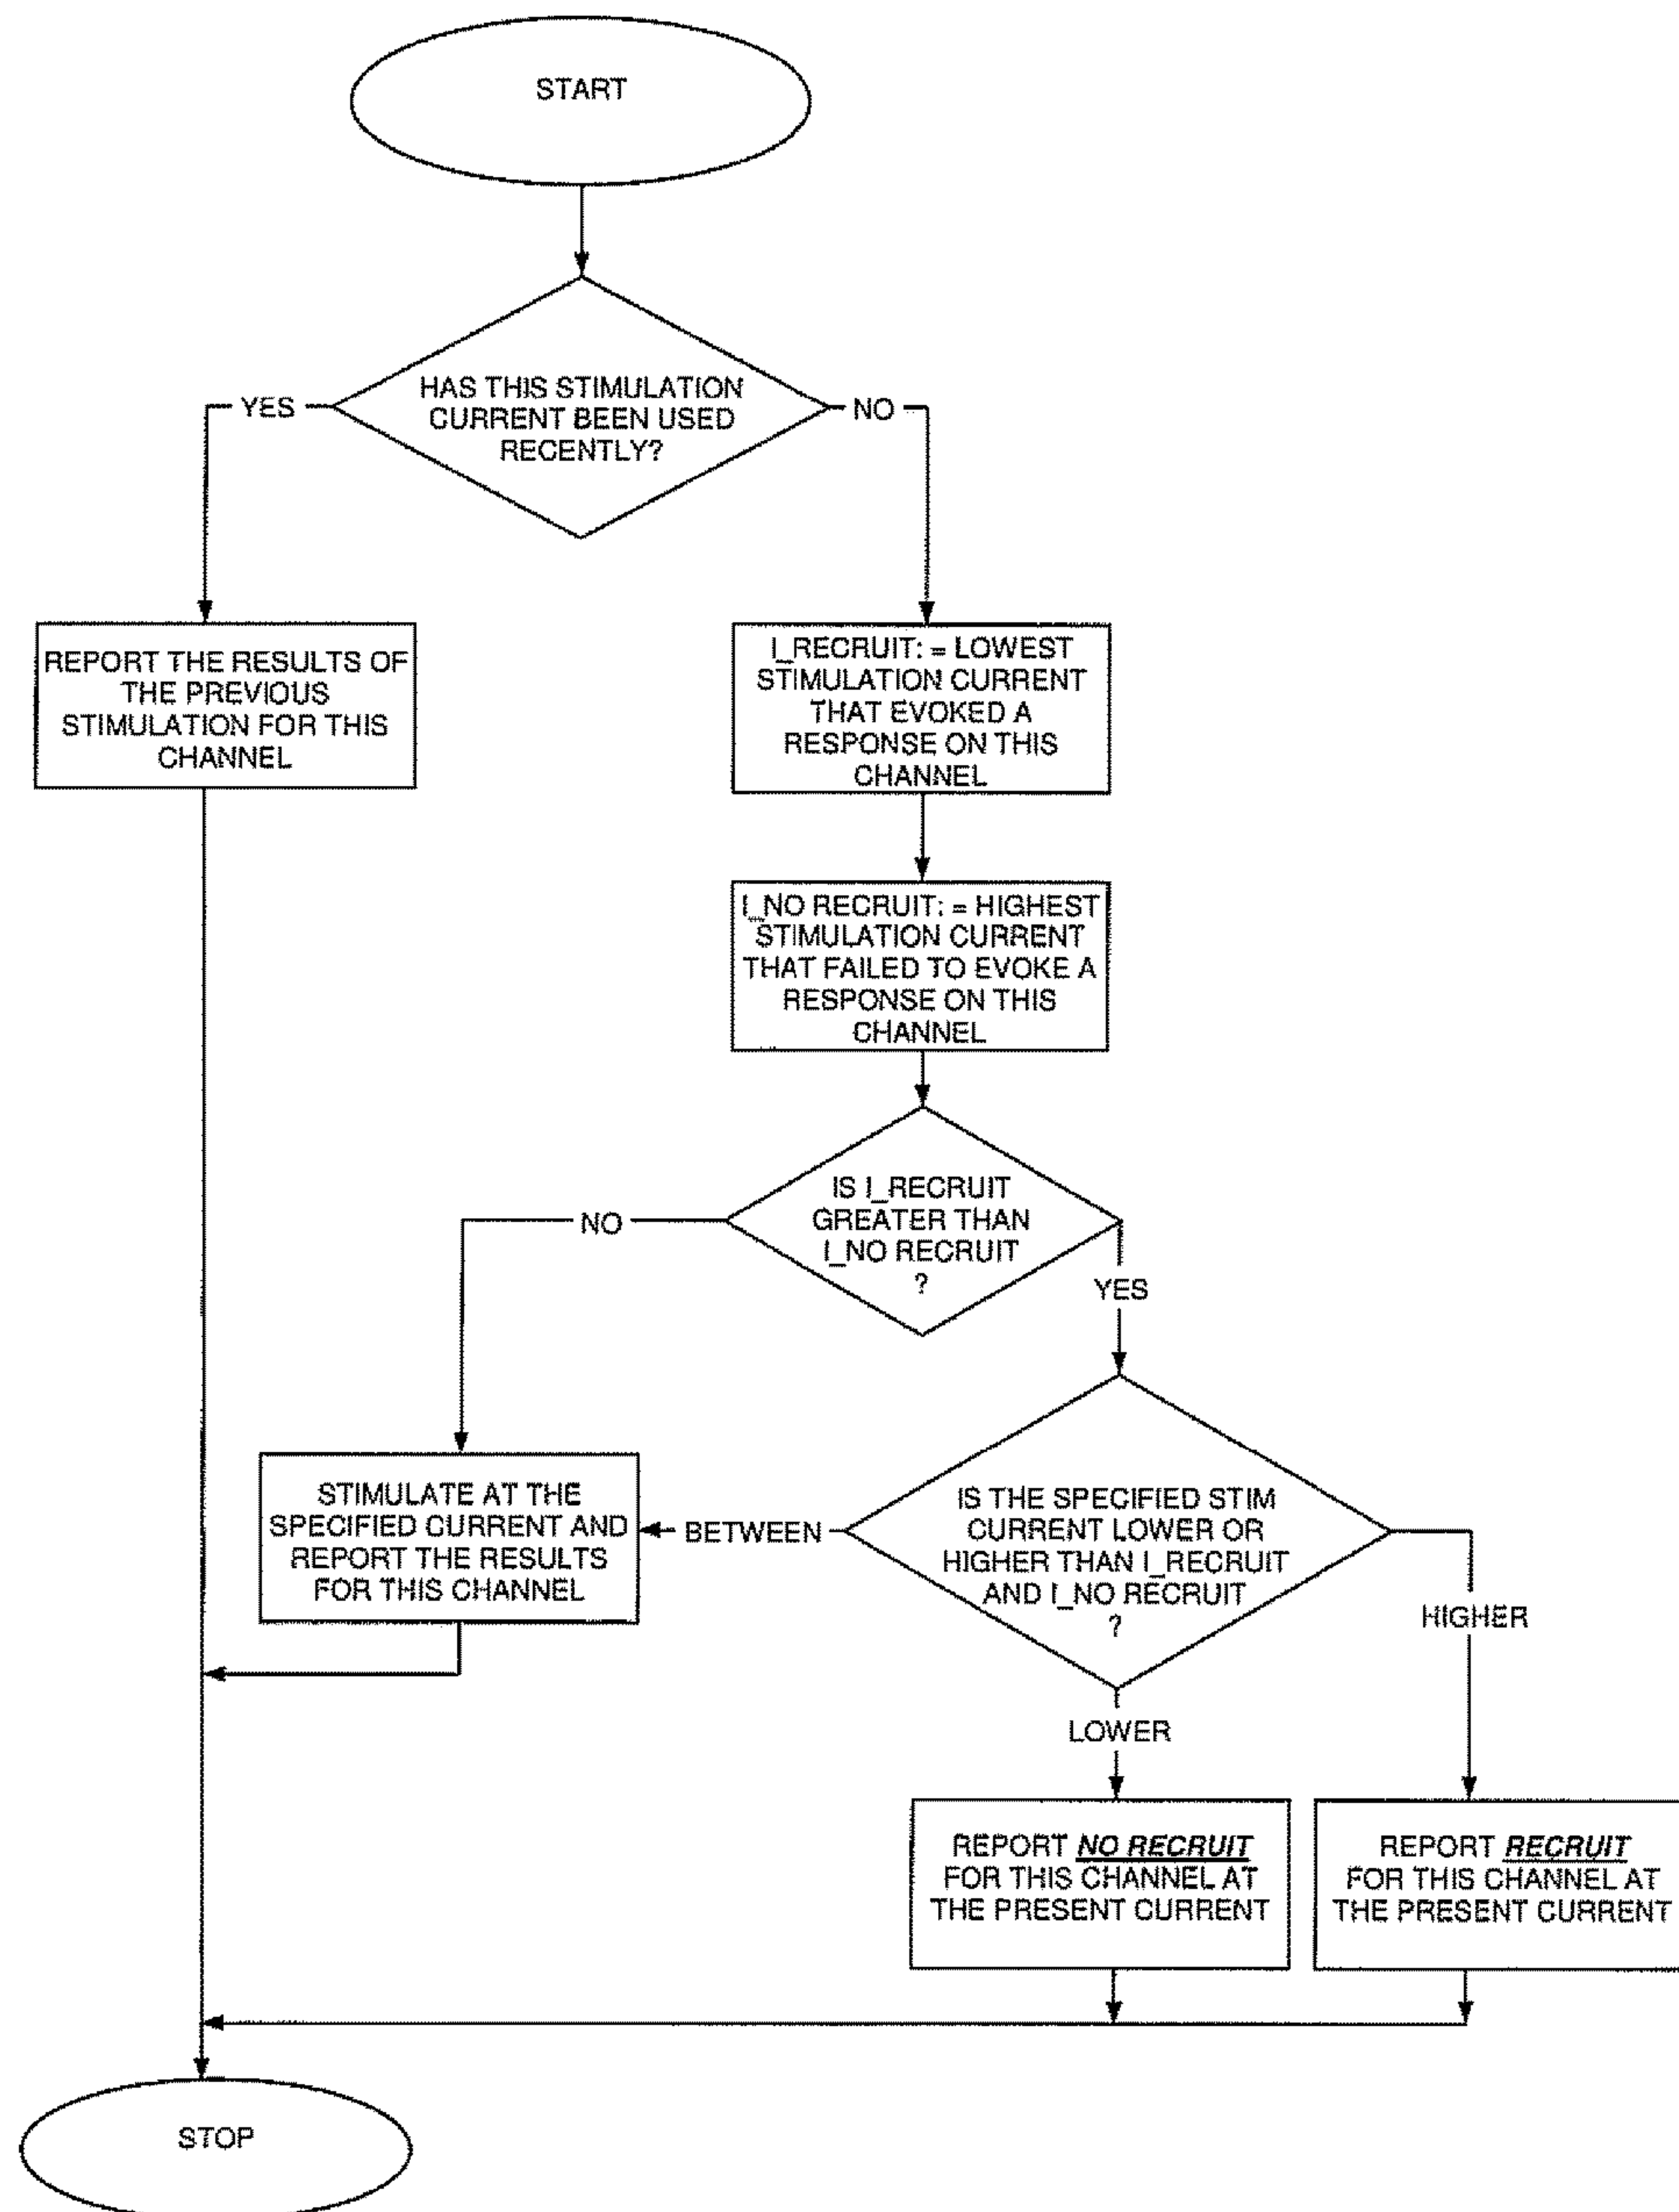 START
HAS THIS STIMULATION
CURRENT BEEN USED
RECENTLY?
YES
NO
REPORT THE RESULTS OF
THE PREVIOUS
STIMULATION FOR THIS
CHANNEL
I_RECRUIT: = LOWEST
STIMULATION CURRENT
THAT EVOKED A
RESPONSE ON THIS
CHANNEL
I_NO RECRUIT: = HIGHEST
STIMULATION CURRENT
THAT FAILED TO EVOKE A
RESPONSE ON THIS
CHANNEL
IS I_RECRUIT
GREATER THAN
I_NO RECRUIT
?
NO
YES
STIMULATE AT THE
SPECIFIED CURRENT AND
REPORT THE RESULTS
FOR THIS CHANNEL
BETWEEN
IS THE SPECIFIED STIM
CURRENT LOWER OR
HIGHER THAN I_RECRUIT
AND I_NO RECRUIT
?
HIGHER
LOWER
REPORT NO RECRUIT
FOR THIS CHANNEL AT
THE PRESENT CURRENT
REPORT RECRUIT
FOR THIS CHANNEL AT
THE PRESENT CURRENT
STOP